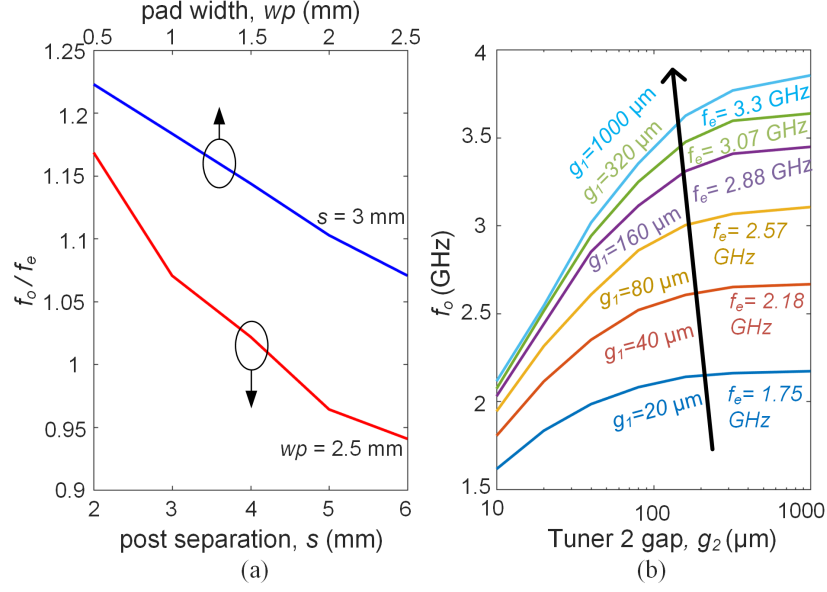 pad width, wp (mm)
0.5 1 1.5 2 2.5
1.25
1.2
1.15
1.1
1.05
1
0.95
0.9
fo / fe
s = 3 mm
wp = 2.5 mm
2 3 4 5 6
post separation, s (mm)
(a)
4
3.5
3
2.5
2
1.5
fo (GHz)
g1=1000 μm
g1=320 μm
g1=160 μm
g1=80 μm
g1=40 μm
g1=20 μm
fe= 3.3 GHz
fe= 3.07 GHz
fe= 2.88 GHz
fe= 2.57
GHz
fe= 2.18
GHz
fe= 1.75
GHz
10 100 1000
Tuner 2 gap, g2 (μm)
(b)